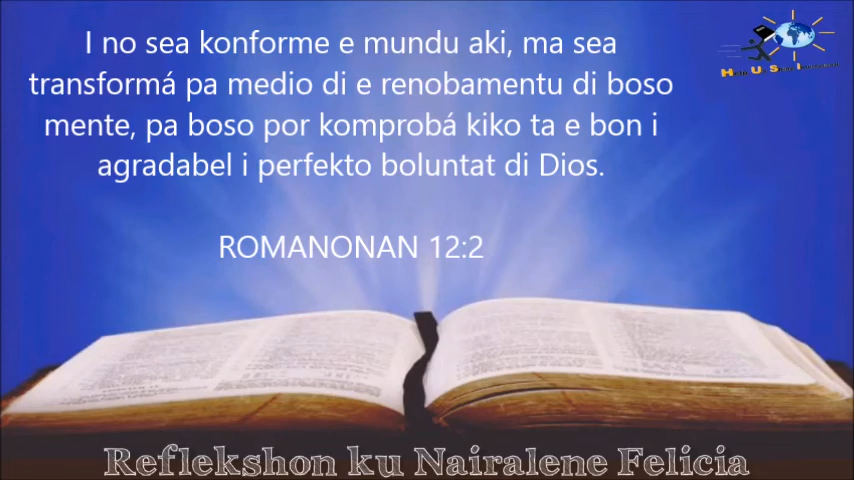 I no sea konforme e mundu aki, ma sea
transformá pa medio di e renobamentu di boso
mente, pa boso por komprobá kiko ta e bon i
agradabel i perfekto boluntat di Dios.
ROMANONAN 12:2
Reflekshon ku Nairalene Felicia